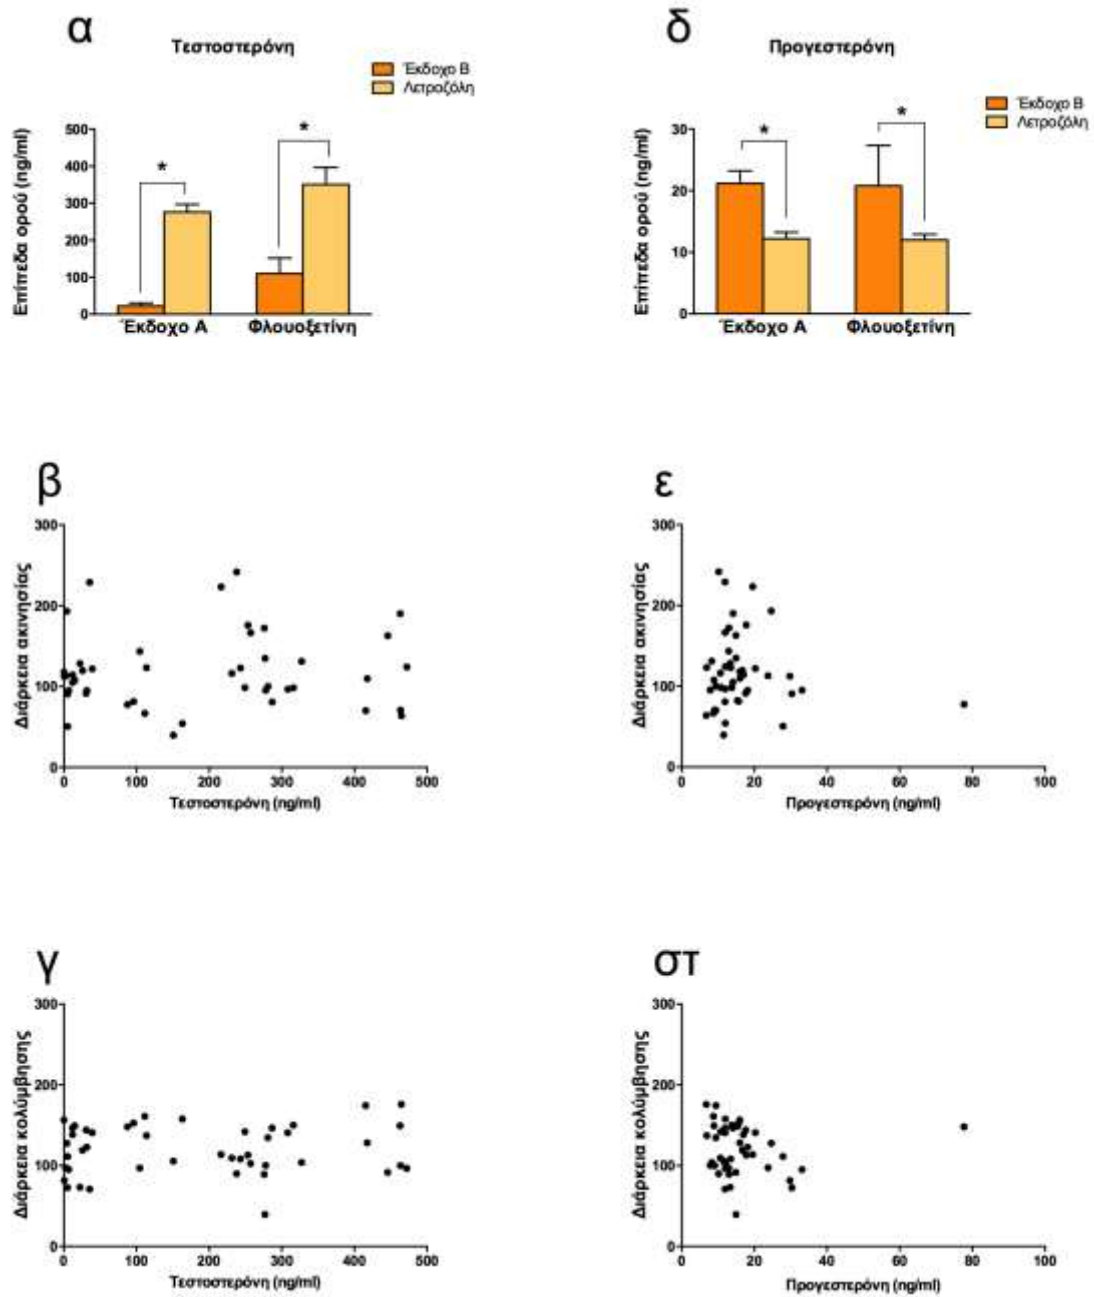 α
Τεστοστερόνη
Έκδοχο Β
Λετροζόλη
Επίπεδα ορού (ng/ml)
500
400
300
200
100
0
*
*
Έκδοχο Α
Φλουοξετίνη
δ
Προγεστερόνη
Έκδοχο Β
Λετροζόλη
Επίπεδα ορού (ng/ml)
30
20
10
0
*
*
Έκδοχο Α
Φλουοξετίνη
β
Διάρκεια ακινησίας
300
200
100
0
0 100 200 300 400 500
Τεστοστερόνη (ng/ml)
ε
Διάρκεια ακινησίας
300
200
100
0
0 20 40 60 80 100
Προγεστερόνη (ng/ml)
γ
Διάρκεια κολύμβησης
300
200
100
0
0 100 200 300 400 500
Τεστοστερόνη (ng/ml)
στ
Διάρκεια κολύμβησης
300
200
100
0
0 20 40 60 80 100
Προγεστερόνη (ng/ml)